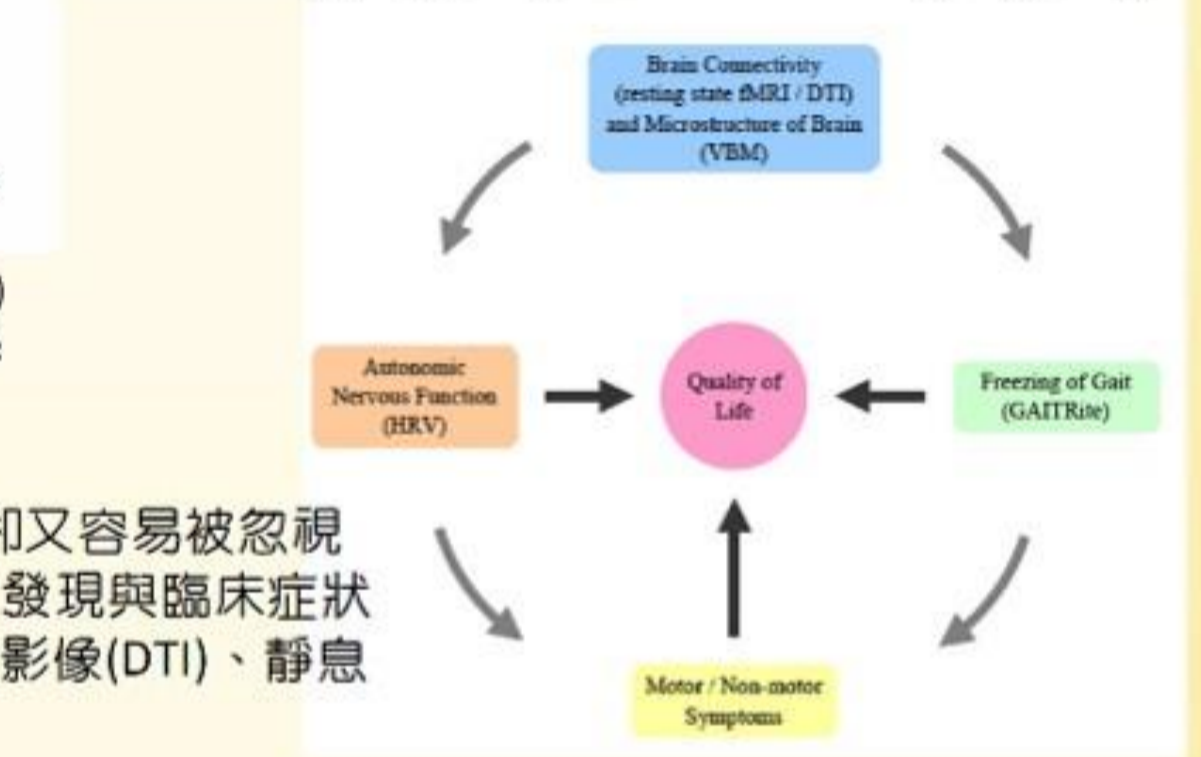 Brain Connectivity
(resting state fMRI / DTI)
and Microstructure of Brain
(VBM)
Autonomic
Nervous Function
(HRV)
Quality of
Life
Freezing of Gait
(GAITRite)
Motor / Non-motor
Symptoms
又容易被忽視
發現與臨床症狀
影像(DTI)、靜息